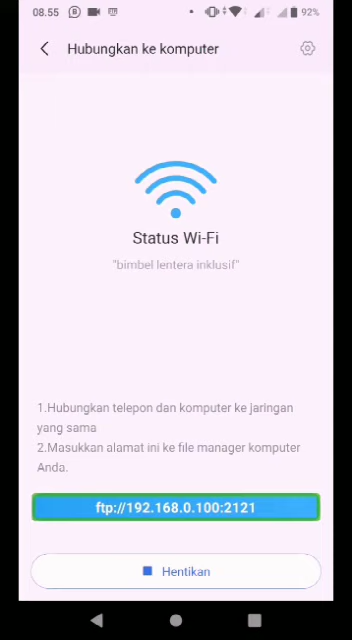 08.55
92%
Hubungkan ke komputer
Status Wi-Fi
"bimbel lentera inklusif"
1.Hubungkan telepon dan komputer ke jaringan
yang sama
2.Masukkan alamat ini ke file manager komputer
Anda.
ftp://192.168.0.100:2121
Hentikan